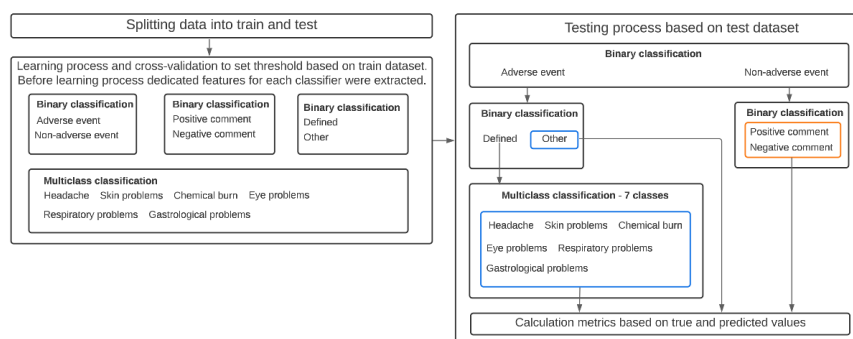 Splitting data into train and test
Learning process and cross-validation to set threshold based on train dataset.
Before learning process dedicated features for each classifier were extracted.
Binary classification
Adverse event
Non-adverse event
Binary classification
Positive comment
Negative comment
Binary classification
Defined
Other
Multiclass classification
Headache Skin problems Chemical burn Eye problems
Respiratory problems Gastrological problems
Testing process based on test dataset
Binary classification
Adverse event Non-adverse event
Binary classification
Defined Other
Binary classification
Positive comment
Negative comment
Multiclass classification - 7 classes
Headache Skin problems Chemical burn
Eye problems Respiratory problems
Gastrological problems
Calculation metrics based on true and predicted values